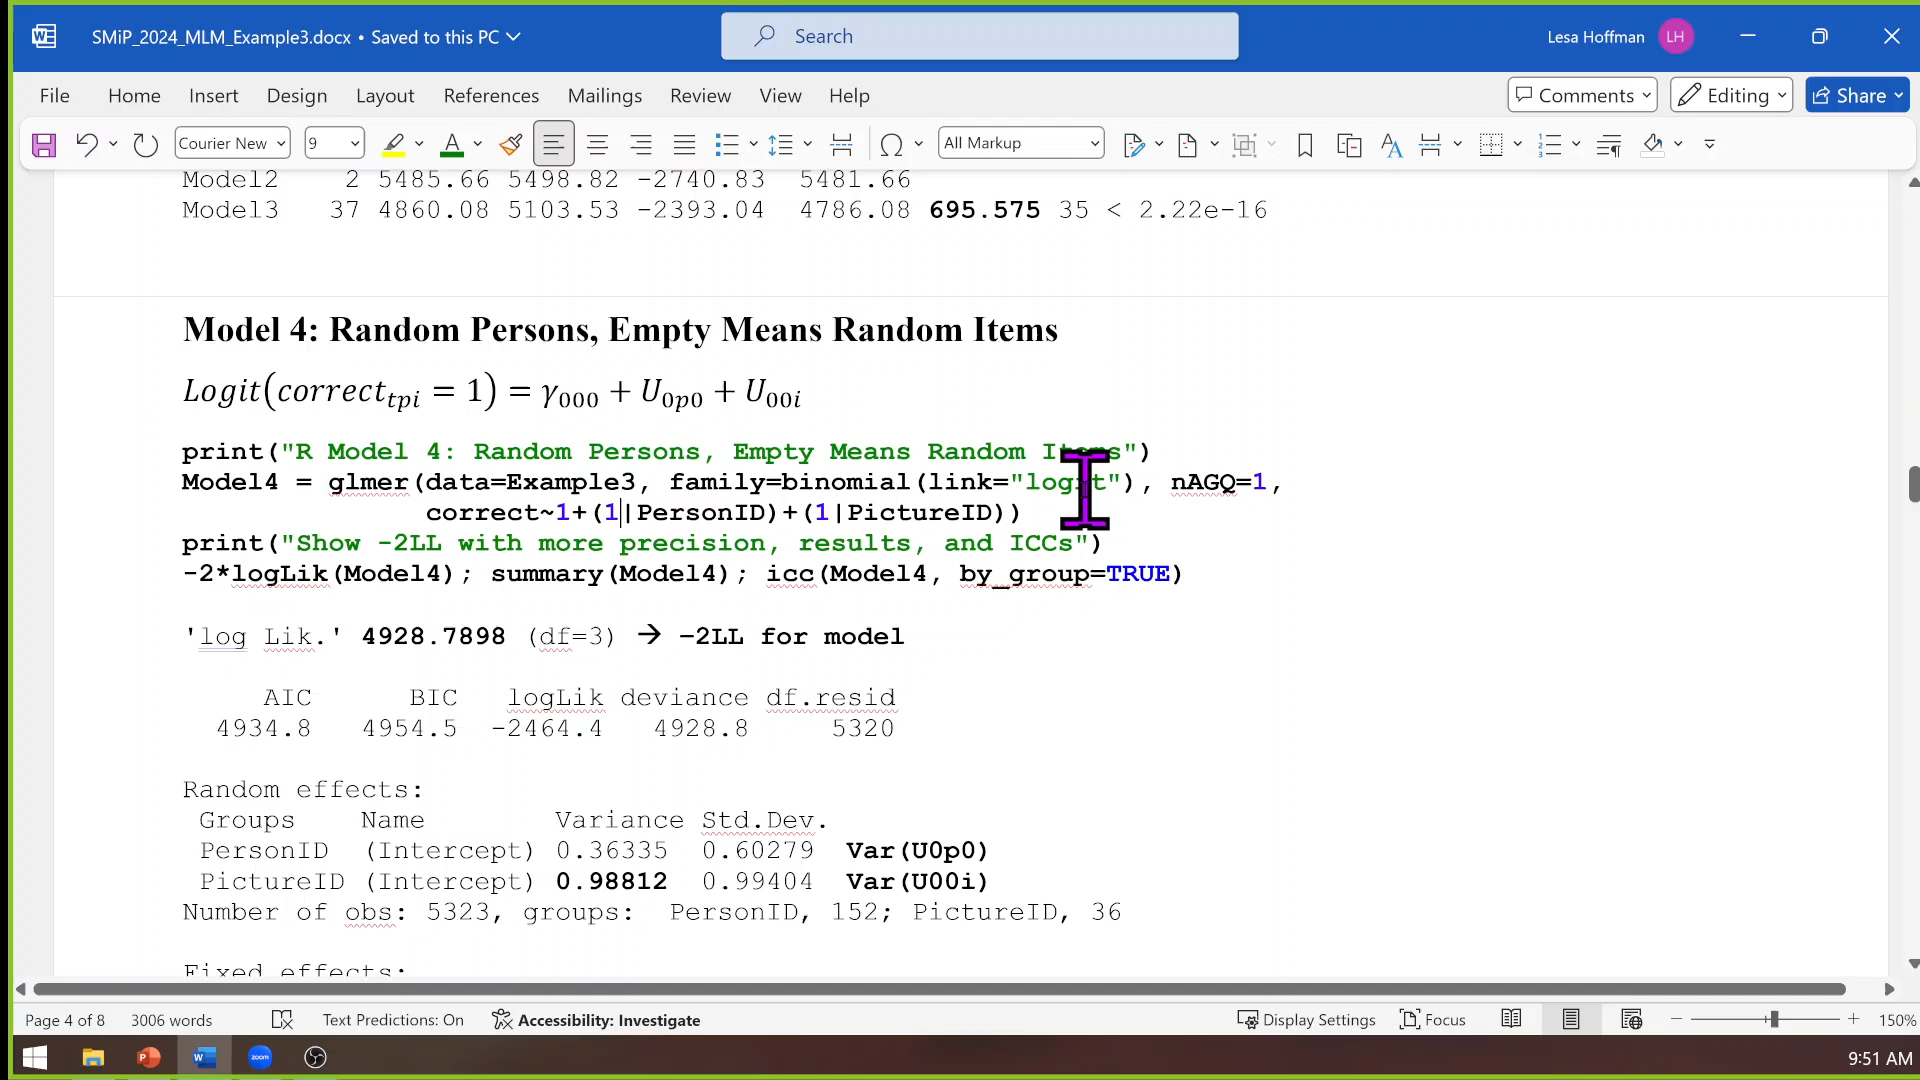 SMiP_2024_MLM_Example3.docx • Saved to this PC
Search
Lesa Hoffman
LH
File Home Insert Design Layout References Mailings Review View Help
Comments Editing Share
Courier New 9 All Markup
Model2 2 5485.66 5498.82 -2740.83 5481.66
Model3 37 4860.08 5103.53 -2393.04 4786.08 695.575 35 < 2.22e-16
Model 4: Random Persons, Empty Means Random Items
Logit(correct_tpi = 1) = γ_000 + U_0p0 + U_00i
print("R Model 4: Random Persons, Empty Means Random Items")
Model4 = glmer(data=Example3, family=binomial(link="logit"), nAGQ=1,
correct~1+(1|PersonID)+(1|PictureID))
print("Show -2LL with more precision, results, and ICCs")
-2*logLik(Model4); summary(Model4); icc(Model4, by_group=TRUE)
'log Lik.' 4928.7898 (df=3) → -2LL for model
AIC BIC logLik deviance df.resid
4934.8 4954.5 -2464.4 4928.8 5320
Random effects:
Groups Name Variance Std.Dev.
PersonID (Intercept) 0.36335 0.60279 Var(U0p0)
PictureID (Intercept) 0.98812 0.99404 Var(U00i)
Number of obs: 5323, groups: PersonID, 152; PictureID, 36
Fixed effects:
Page 4 of 8 3006 words Text Predictions: On Accessibility: Investigate Display Settings Focus 150%
zoom
9:51 AM